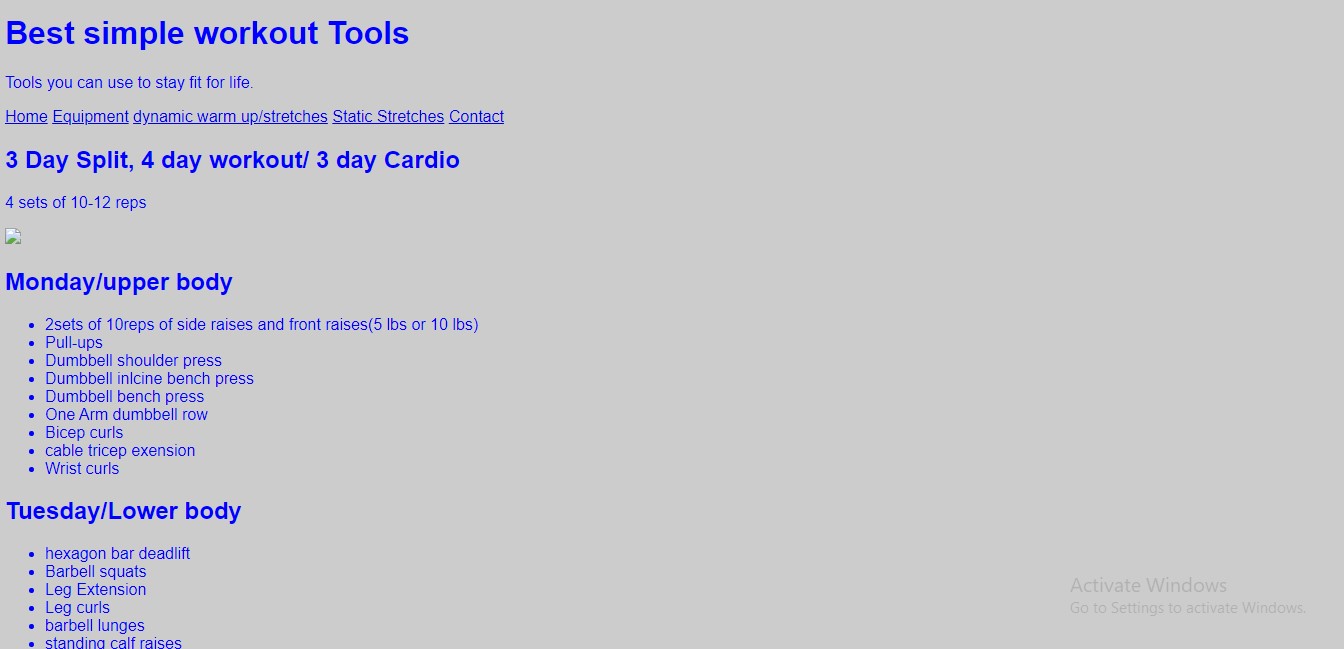 Best simple workout Tools
Tools you can use to stay fit for life.
Home Equipment dynamic warm up/stretches Static Stretches Contact
3 Day Split, 4 day workout/ 3 day Cardio
4 sets of 10-12 reps
Monday/upper body
2sets of 10reps of side raises and front raises(5 lbs or 10 lbs)
Pull-ups
Dumbbell shoulder press
Dumbbell inlcine bench press
Dumbbell bench press
One Arm dumbbell row
Bicep curls
cable tricep exension
Wrist curls
Tuesday/Lower body
hexagon bar deadlift
Barbell squats
Leg Extension
Leg curls
barbell lunges
standing calf raises
Activate Windows
Go to Settings to activate Windows.